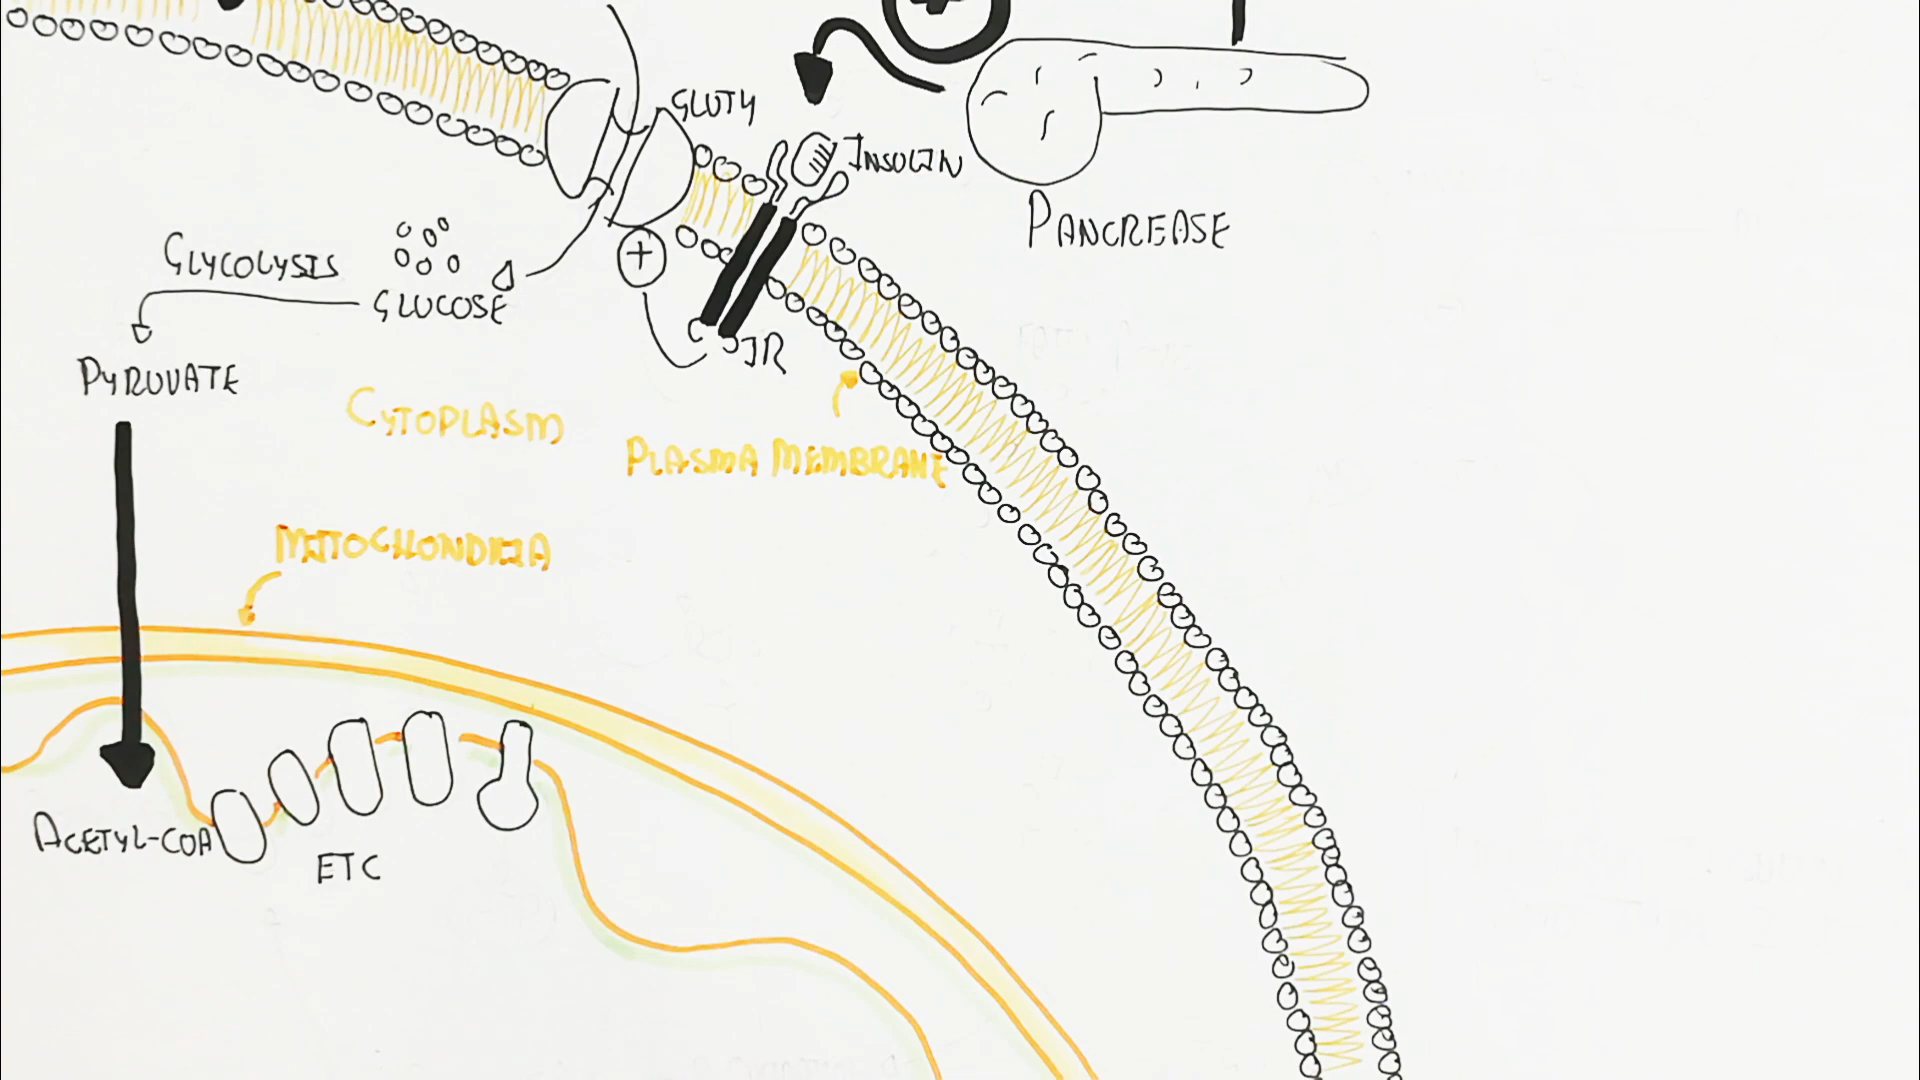 GLUT4
INSULIN
PANCREASE
GLYCOLYSIS
GLUCOSE
+
IR
PYRUVATE
CYTOPLASM
PLASMA MEMBRANE
MITOCHONDRIA
ACETYL-COA
ETC